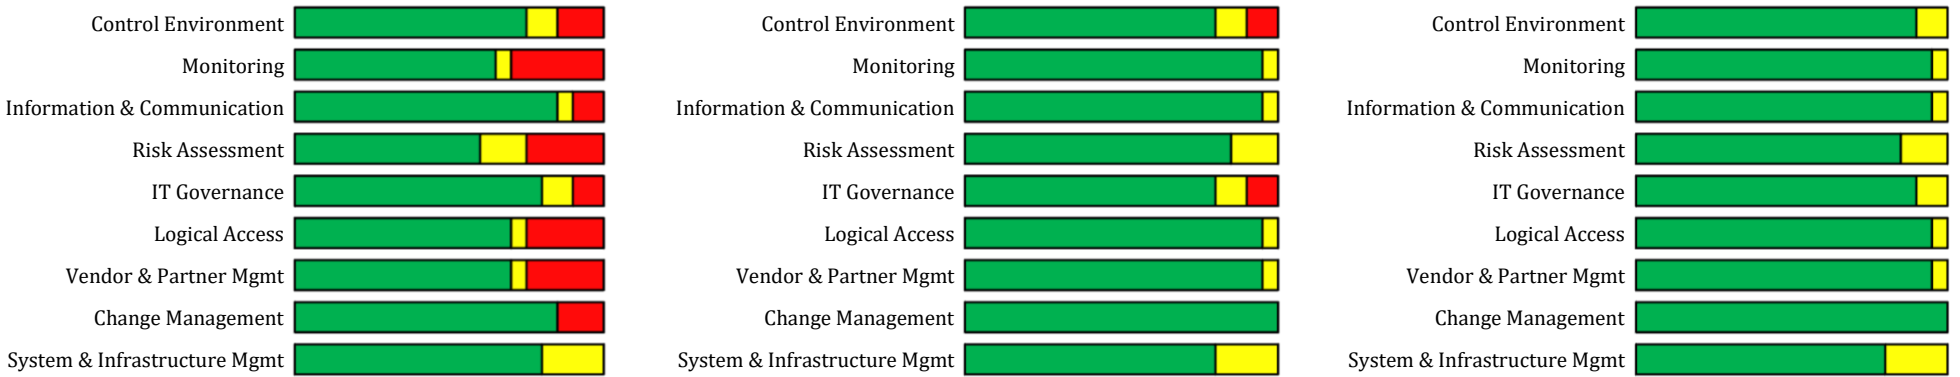 Control Environment
Monitoring
Information & Communication
Risk Assessment
IT Governance
Logical Access
Vendor & Partner Mgmt
Change Management
System & Infrastructure Mgmt
Control Environment
Monitoring
Information & Communication
Risk Assessment
IT Governance
Logical Access
Vendor & Partner Mgmt
Change Management
System & Infrastructure Mgmt
Control Environment
Monitoring
Information & Communication
Risk Assessment
IT Governance
Logical Access
Vendor & Partner Mgmt
Change Management
System & Infrastructure Mgmt